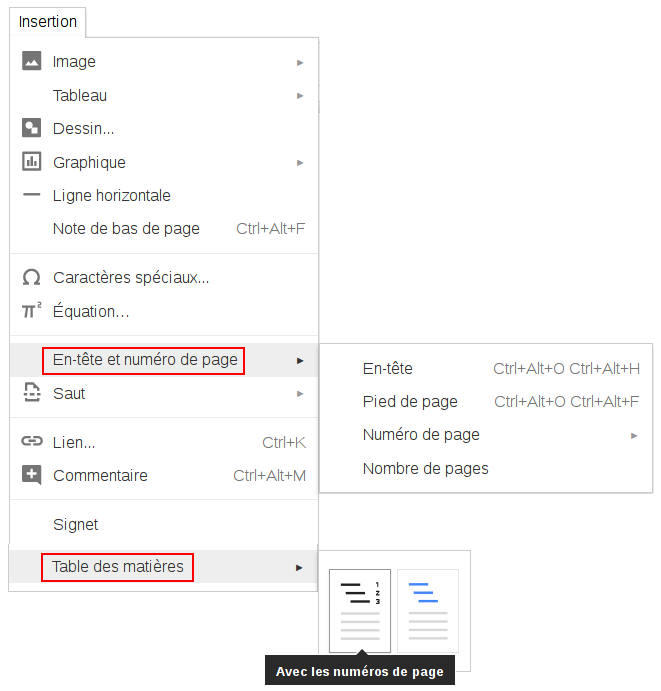 Insertion
Image
Tableau
Dessin...
Graphique
Ligne horizontale
Note de bas de page Ctrl+Alt+F
Caractères spéciaux...
Équation...
En-tête et numéro de page
Saut
Lien... Ctrl+K
Commentaire Ctrl+Alt+M
Signet
Table des matières
En-tête Ctrl+Alt+O Ctrl+Alt+H
Pied de page Ctrl+Alt+O Ctrl+Alt+F
Numéro de page
Nombre de pages
1
2
3
Avec les numéros de page